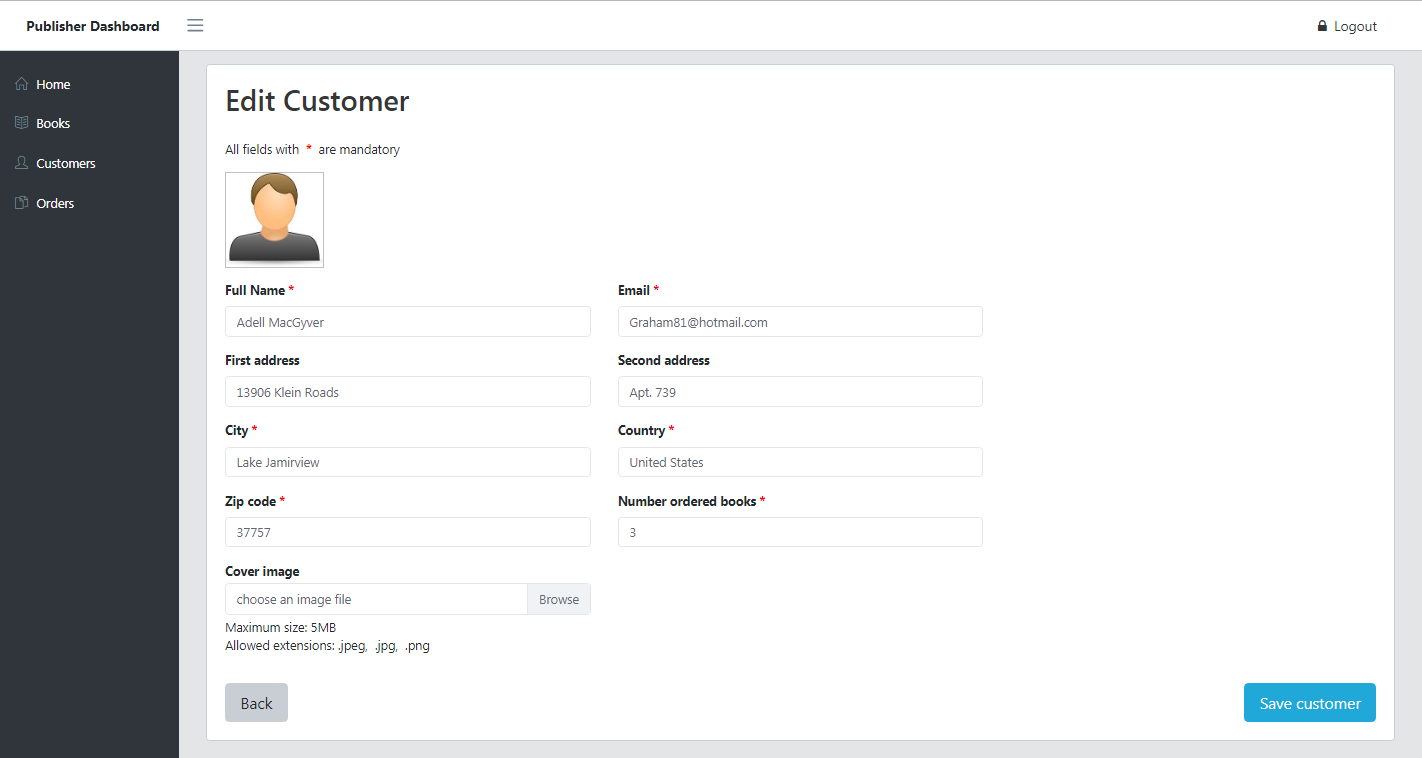 Publisher Dashboard
Logout
Home
Books
Customers
Orders
Edit Customer
All fields with * are mandatory
Full Name * Email *
Adell MacGyver Graham81@hotmail.com
First address Second address
13906 Klein Roads Apt. 739
City * Country *
Lake Jamirview United States
Zip code * Number ordered books *
37757 3
Cover image
choose an image file Browse
Maximum size: 5MB
Allowed extensions: .jpeg, .jpg, .png
Back Save customer